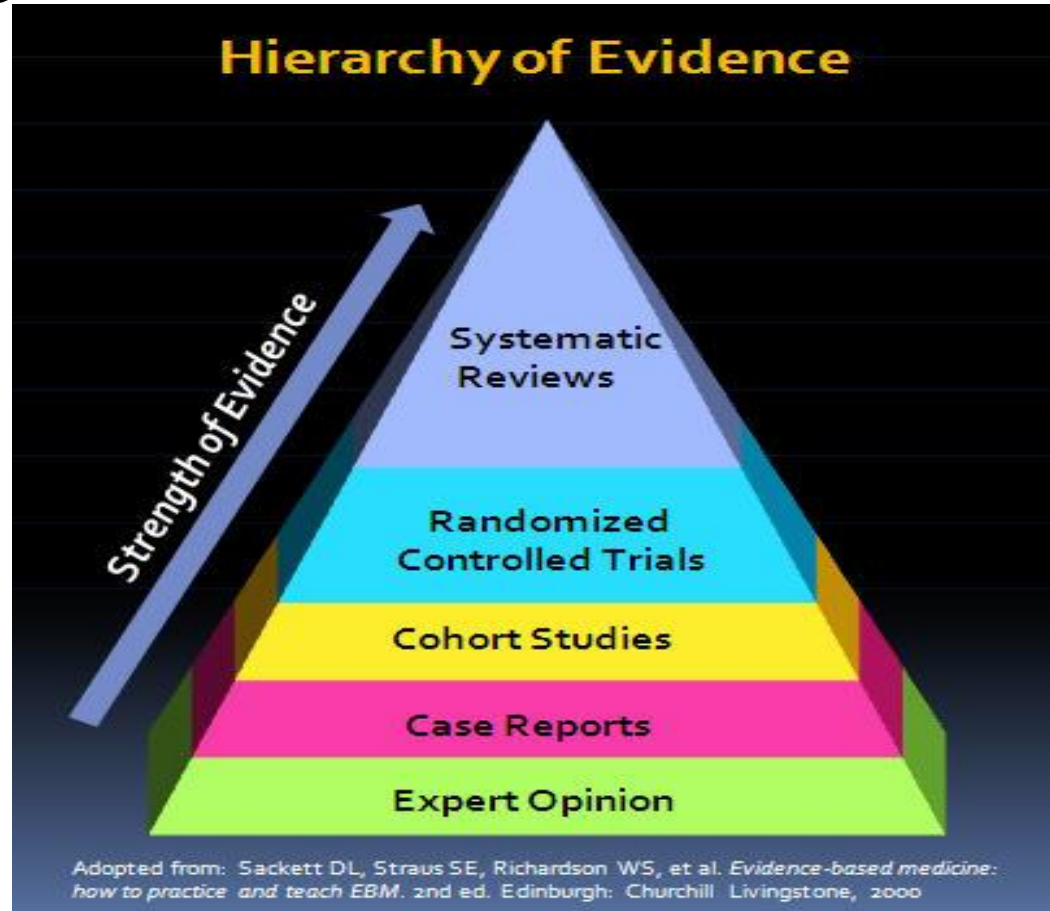 Hierarchy of Evidence
Strength of Evidence
Systematic
Reviews
Randomized
Controlled Trials
Cohort Studies
Case Reports
Expert Opinion
Adopted from: Sackett DL, Straus SE, Richardson WS, et al. Evidence-based medicine:
how to practice and teach EBM. 2nd ed. Edinburgh: Churchill Livingstone, 2000